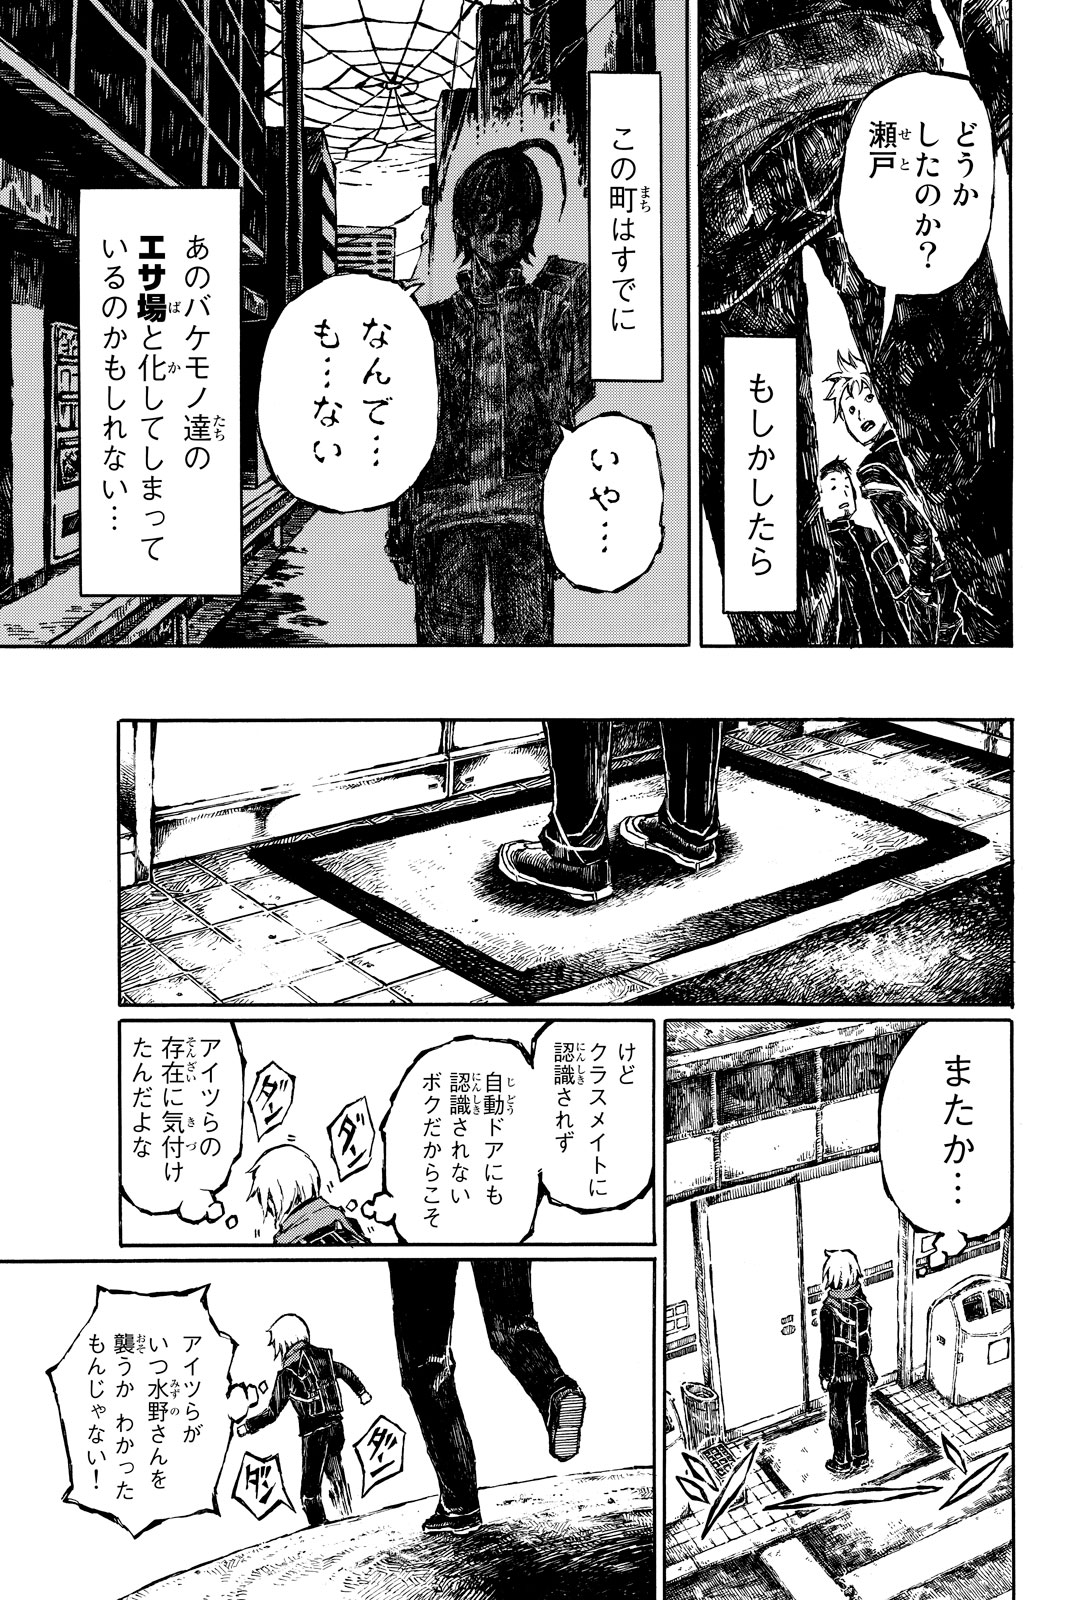 どうか
したのか?
瀬戸
もしかしたら
この町はすでに
いや…
なんで…
も…ない
あのバケモノ達の
エサ場と化してしまって
いるのかもしれない…
またか…
けど
クラスメイトに
認識されず
自動ドアにも
認識されない
ボクだからこそ
アイツらの
存在に気付け
たんだよな
ダン
ダン
アイツらが
いつ水野さんを
襲うか わかった
もんじゃない!
ダン
ダン